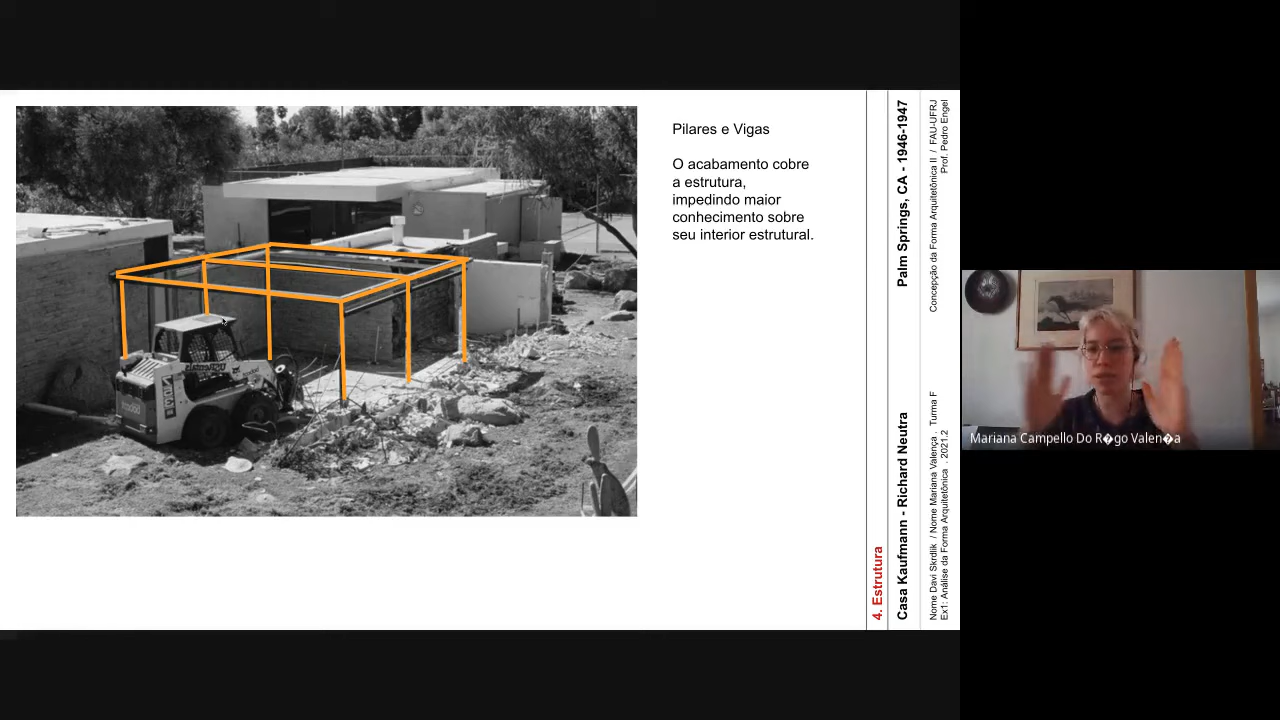 Pilares e Vigas
O acabamento cobre
a estrutura,
impedindo maior
conhecimento sobre
seu interior estrutural.
4. Estrutura
Casa Kaufmann - Richard Neutra
Palm Springs, CA - 1946-1947
Nome Davi Skrdlik / Nome Mariana Valença . Turma F
Ex1: Análise da Forma Arquitetônica . 2021.2
Concepção da Forma Arquitetônica II / FAU-UFRJ
Prof. Pedro Engel
Mariana Campello Do R�go Valen�a